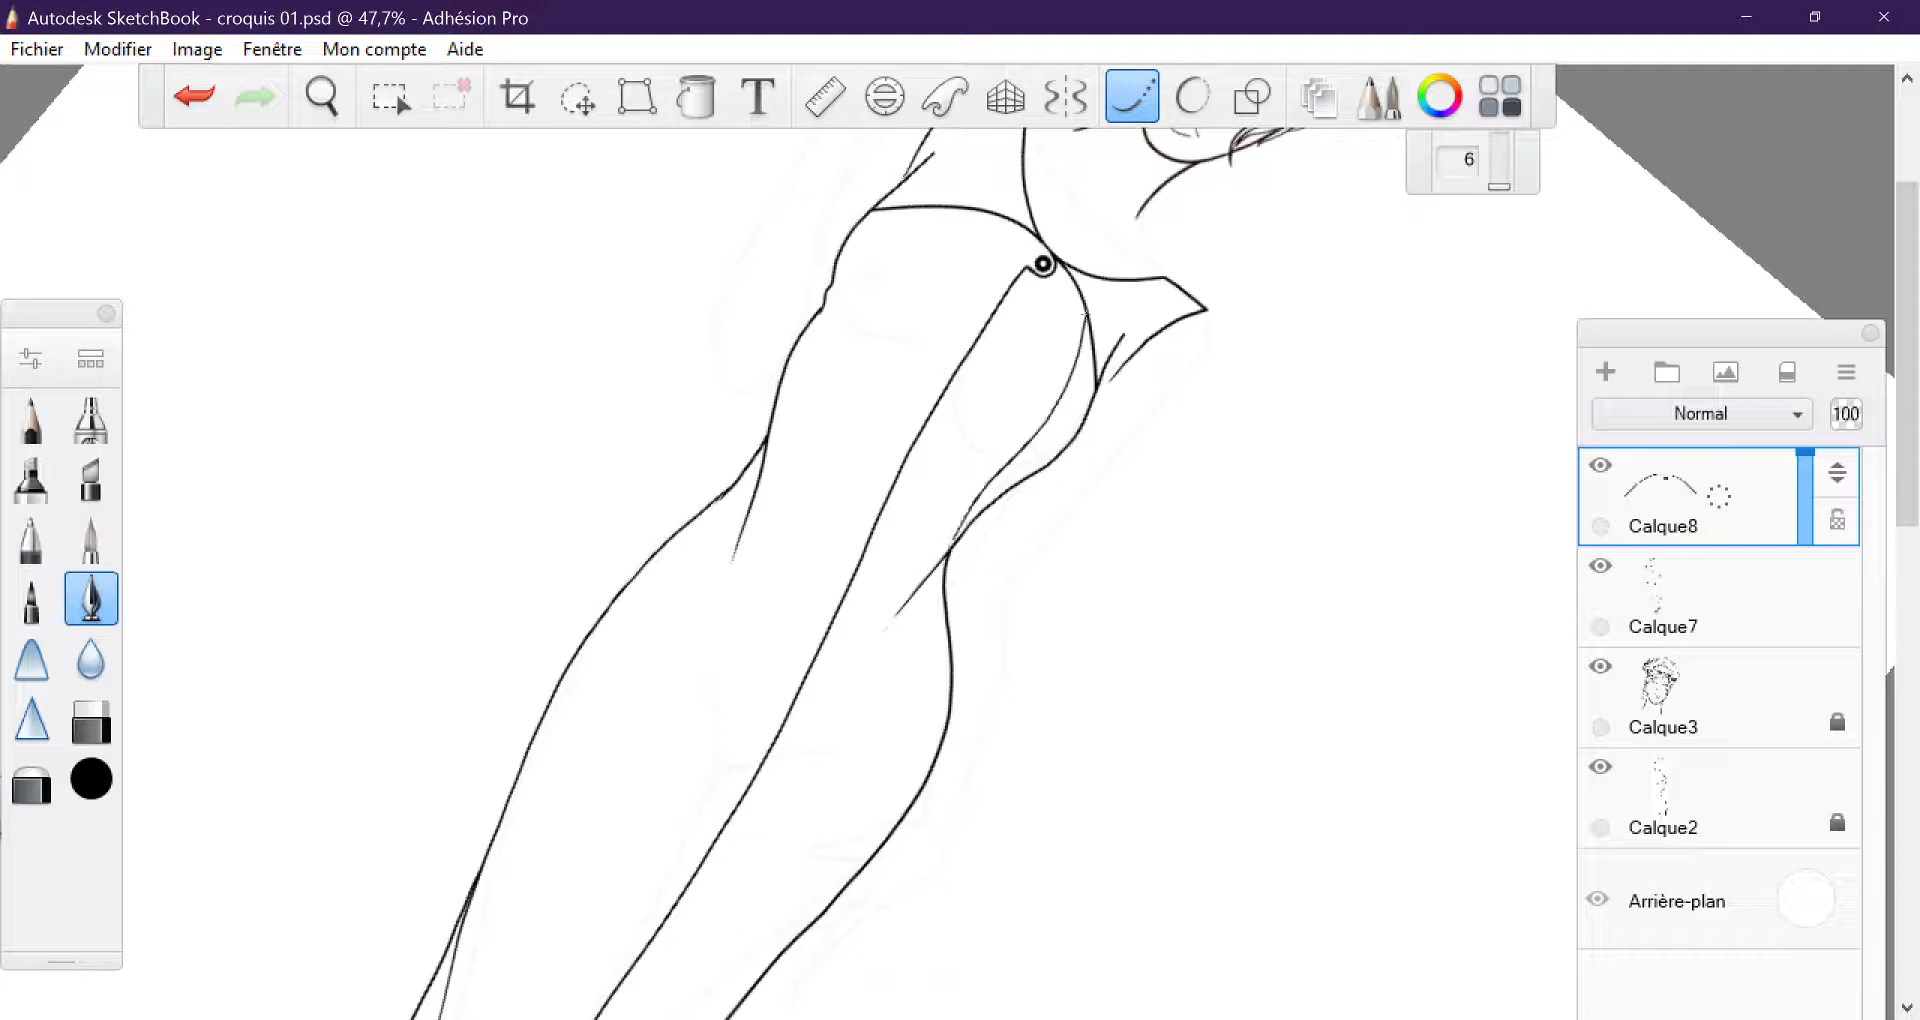 Autodesk SketchBook - croquis 01.psd @ 47,7% - Adhésion Pro
Fichier Modifier Image Fenêtre Mon compte Aide
T
6
Normal 100
Calque8
Calque7
Calque3
Calque2
Arrière-plan